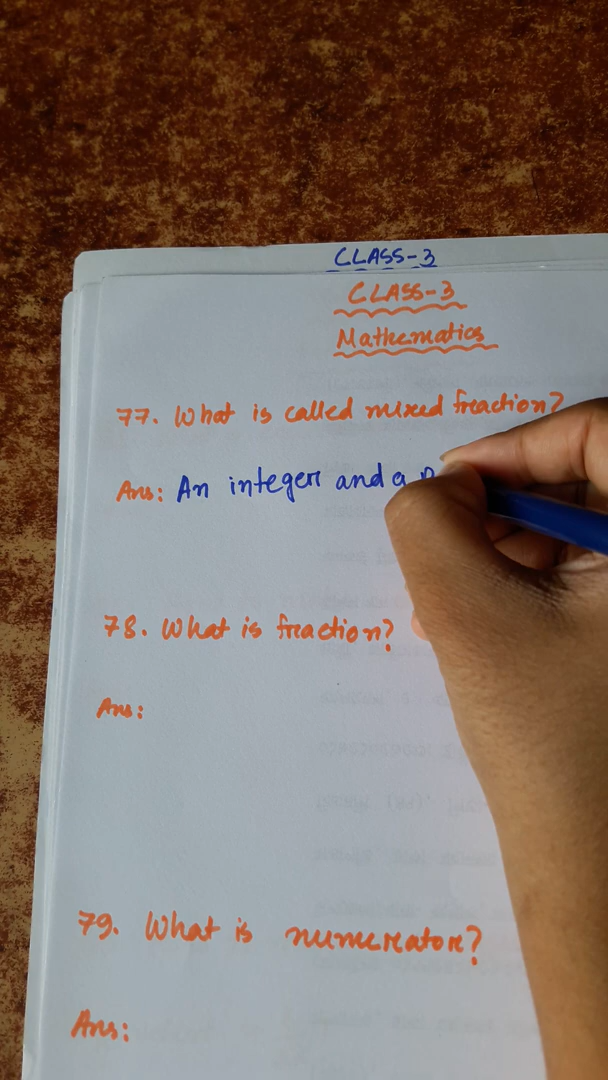 CLASS-3
CLASS-3
Mathematics
77. What is called mixed fraction?
Ans: An integer and a
78. What is fraction?
Ans:
79. What is numerator?
Ans: